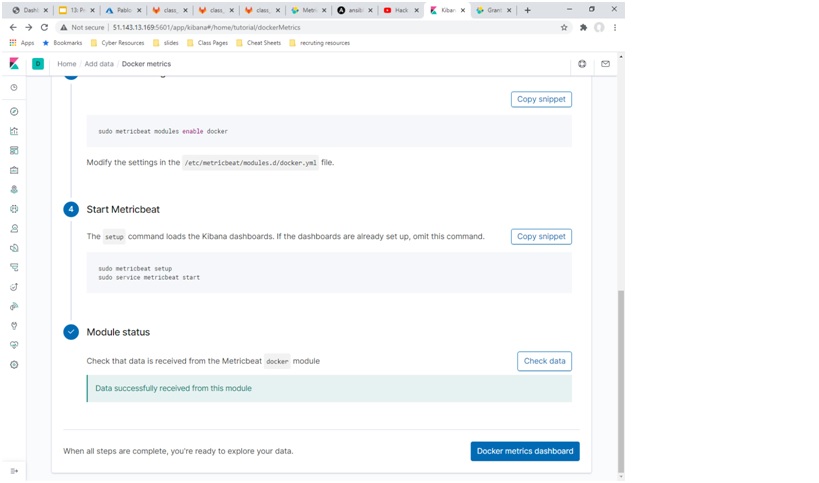 Dashl
13: P
Pablo
class_
class_
class_
Metri
ansib
Hack
Kiban
Grant
Not secure | 51.143.13.169:5601/app/kibana#/home/tutorial/dockerMetrics
Apps Bookmarks Cyber Resources slides Class Pages Cheat Sheets recruting resources
D Home / Add data / Docker metrics
Copy snippet
sudo metricbeat modules enable docker
Modify the settings in the /etc/metricbeat/modules.d/docker.yml file.
4 Start Metricbeat
The setup command loads the Kibana dashboards. If the dashboards are already set up, omit this command.
Copy snippet
sudo metricbeat setup
sudo service metricbeat start
Module status
Check that data is received from the Metricbeat docker module
Check data
Data successfully received from this module
When all steps are complete, you're ready to explore your data.
Docker metrics dashboard